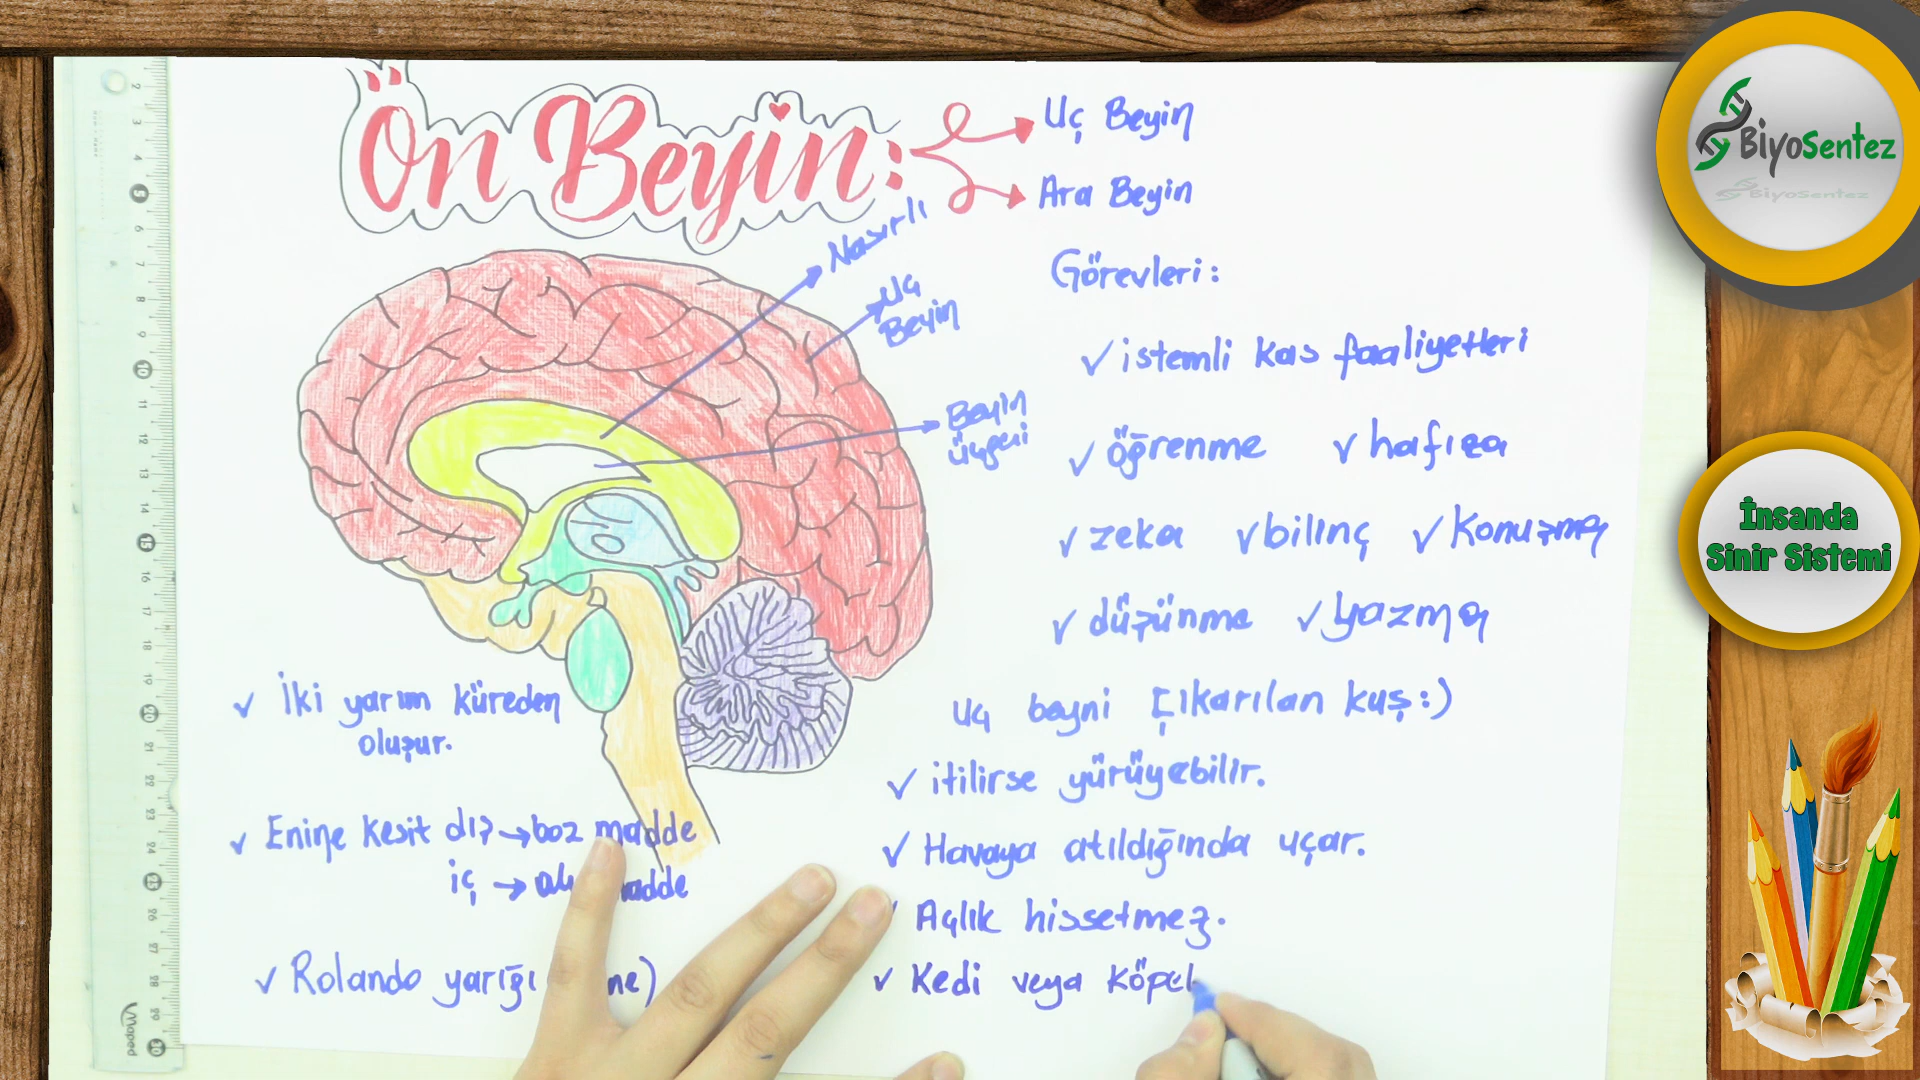 Ön Beyin:
Uç Beyin
Ara Beyin
Nasırlı
Uç
Beyin
Beyin
üçgeni
Görevleri:
✓ istemli kas faaliyetleri
✓ öğrenme ✓ hafıza
✓ zeka ✓ bilinç ✓ Konuşma
✓ düşünme ✓ Yazma
✓ İki yarım küreden
oluşur.
✓ Enine kesit dış → boz madde
iç → madde
✓ Rolando yarığı
Uç beyni Çıkarılan kuş :)
✓ itilirse yürüyebilir.
✓ Havaya atıldığında uçar.
✓ Açlık hissetmez.
✓ Kedi veya
BiyoSentez
İnsanda
Sinir Sistemi
Maped